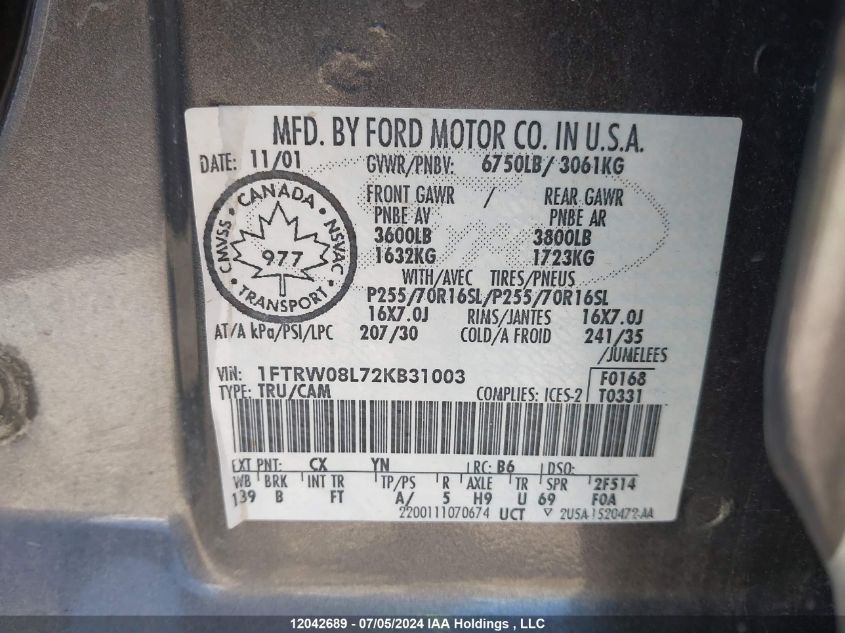 MFD. BY FORD MOTOR CO. IN U.S.A.
DATE: 11/01 GVWR/PNBV: 6750LB/ 3061KG
FRONT GAWR / REAR GAWR
PNBE AV PNBE AR
3600LB 3800LB
1632KG 1723KG
CMVSS • CANADA • NSVAC • TRANSPORT •
977
WITH/AVEC TIRES/PNEUS
P255/70R16SL/P255/70R16SL
16X7.0J RIMS/JANTES 16X7.0J
AT/A kPa/PSI/LPC 207/30 COLD/A FROID 241/35
/JUMELEES
VIN: 1FTRW08L72KB31003 F0168
TYPE: TRU/CAM COMPLIES: ICES-2 T0331
EXT PNT: CX YN RC: B6 DSO:
WB BRK INT TR TP/PS R AXLE TR SPR 2F514
139 B FT A/ 5 H9 U 69 F0A
2200111070674 UCT ▽ 2U5A-1520472-AA
12042689 - 07/05/2024 IAA Holdings , LLC